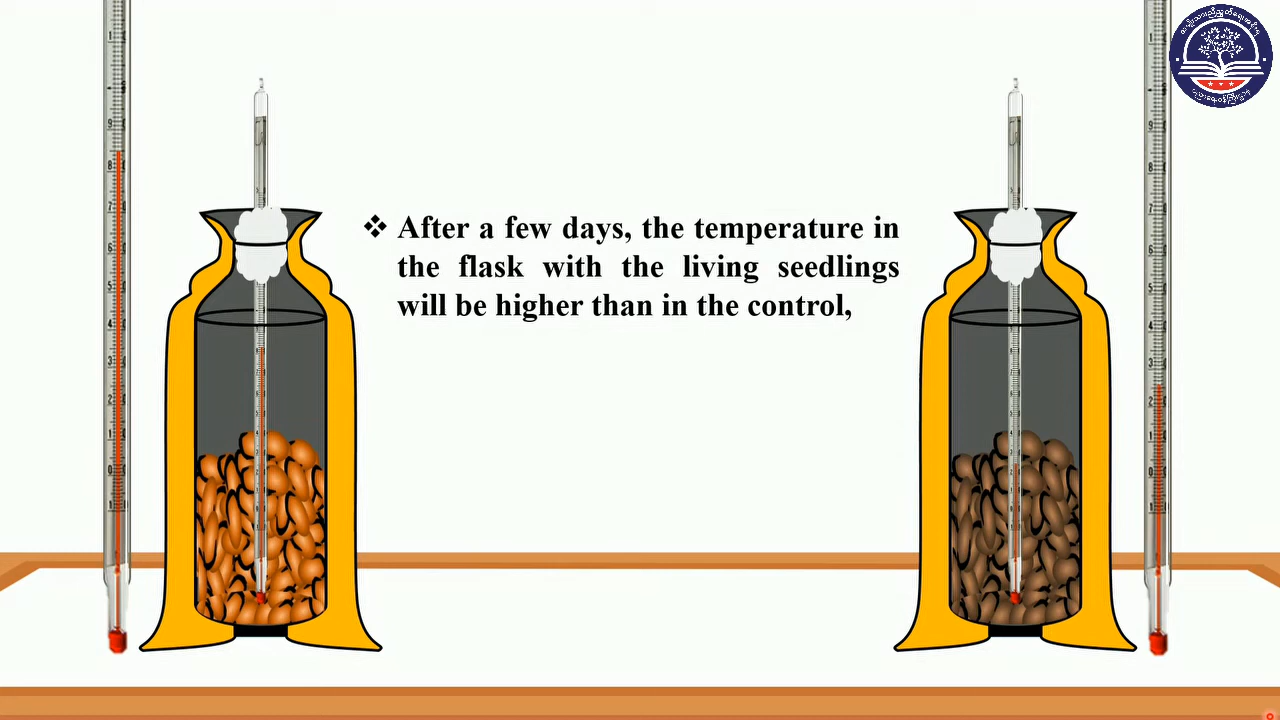 ❖ After a few days, the temperature in
the flask with the living seedlings
will be higher than in the control,